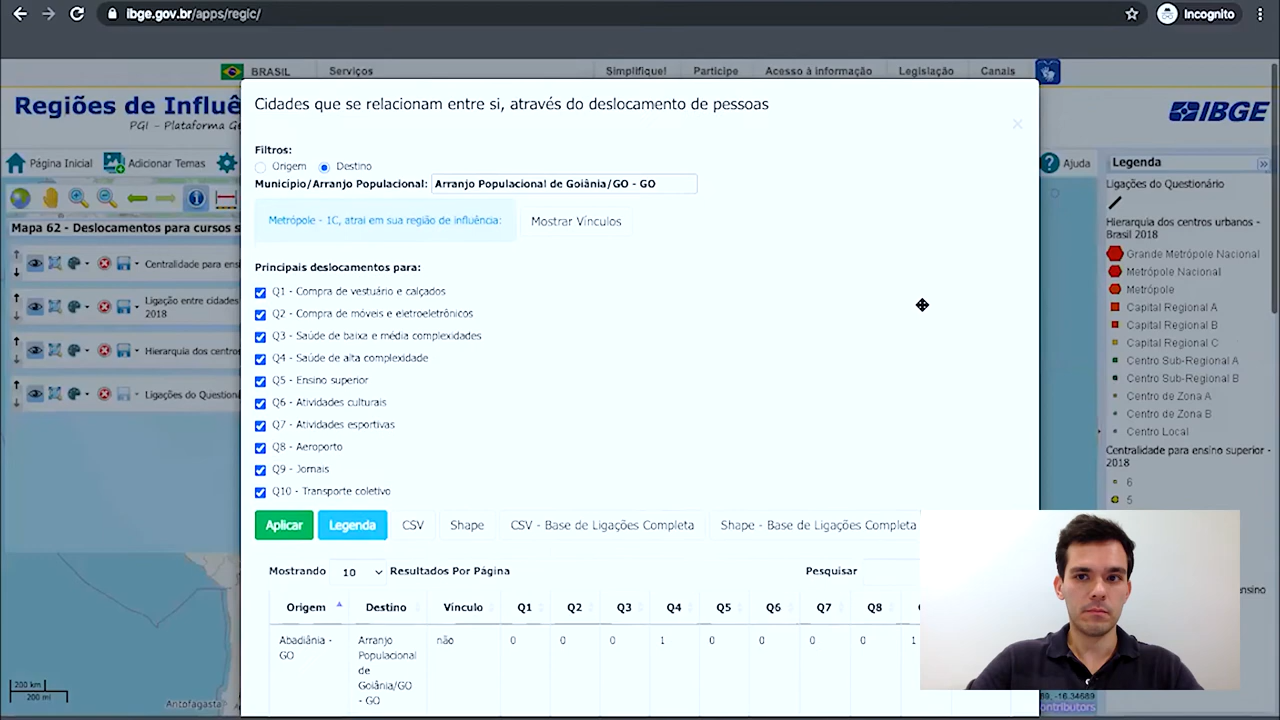 ibge.gov.br/apps/regic/
Incognito
BRASIL
Serviços
Simplifique!
Participe
Acesso à informação
Legislação
Canais
Regiões de Influê
PGI - Plataforma Ge
IBGE
Cidades que se relacionam entre si, através do deslocamento de pessoas
×
Página Inicial
Adicionar Temas
Ajuda
Mapa 62 - Deslocamentos para cursos s
Centralidade para ensi
Ligação entre cidades
2018
Hierarquia dos centros
Ligações do Question
Filtros:
Origem
Destino
Município/Arranjo Populacional: Arranjo Populacional de Goiânia/GO - GO
Metrópole - 1C, atrai em sua região de influência:
Mostrar Vínculos
Principais deslocamentos para:
Q1 - Compra de vestuário e calçados
Q2 - Compra de móveis e eletroeletrônicos
Q3 - Saúde de baixa e média complexidades
Q4 - Saúde de alta complexidade
Q5 - Ensino superior
Q6 - Atividades culturais
Q7 - Atividades esportivas
Q8 - Aeroporto
Q9 - Jornais
Q10 - Transporte coletivo
Aplicar
Legenda
CSV
Shape
CSV - Base de Ligações Completa
Shape - Base de Ligações Completa
Mostrando 10 Resultados Por Página
Pesquisar
Origem Destino Vínculo Q1 Q2 Q3 Q4 Q5 Q6 Q7 Q8
Abadiânia - Arranjo não 0 0 0 1 0 0 0 0 1
GO Populacional
de
Goiânia/GO
- GO
Legenda
Ligações do Questionário
Hierarquia dos centros urbanos -
Brasil 2018
Grande Metrópole Nacional
Metrópole Nacional
Metrópole
Capital Regional A
Capital Regional B
Capital Regional C
Centro Sub-Regional A
Centro Sub-Regional B
Centro de Zona A
Centro de Zona B
Centro Local
Centralidade para ensino superior -
2018
6
5
ensino
200 km
200 mi
Antofagasta
-16.34689
ontributors